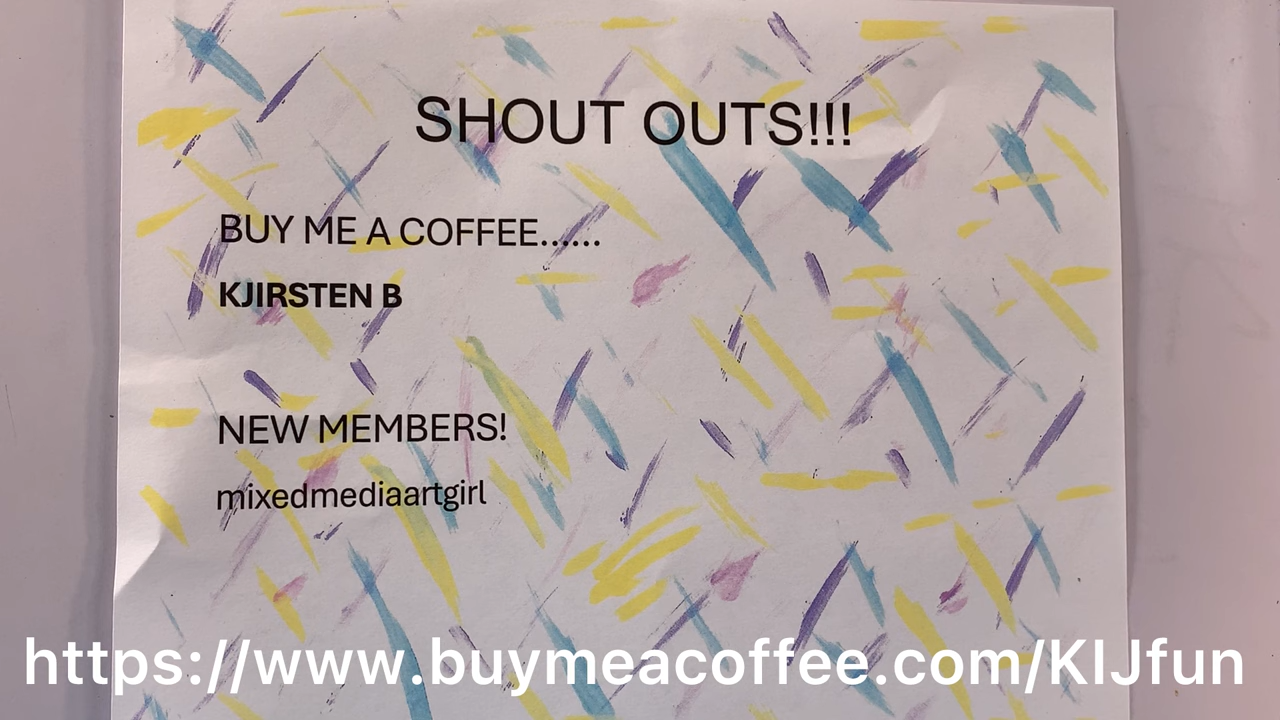 SHOUT OUTS!!!
BUY ME A COFFEE......
KJIRSTEN B
NEW MEMBERS!
mixedmediaartgirl
https://www.buymeacoffee.com/KIJfun